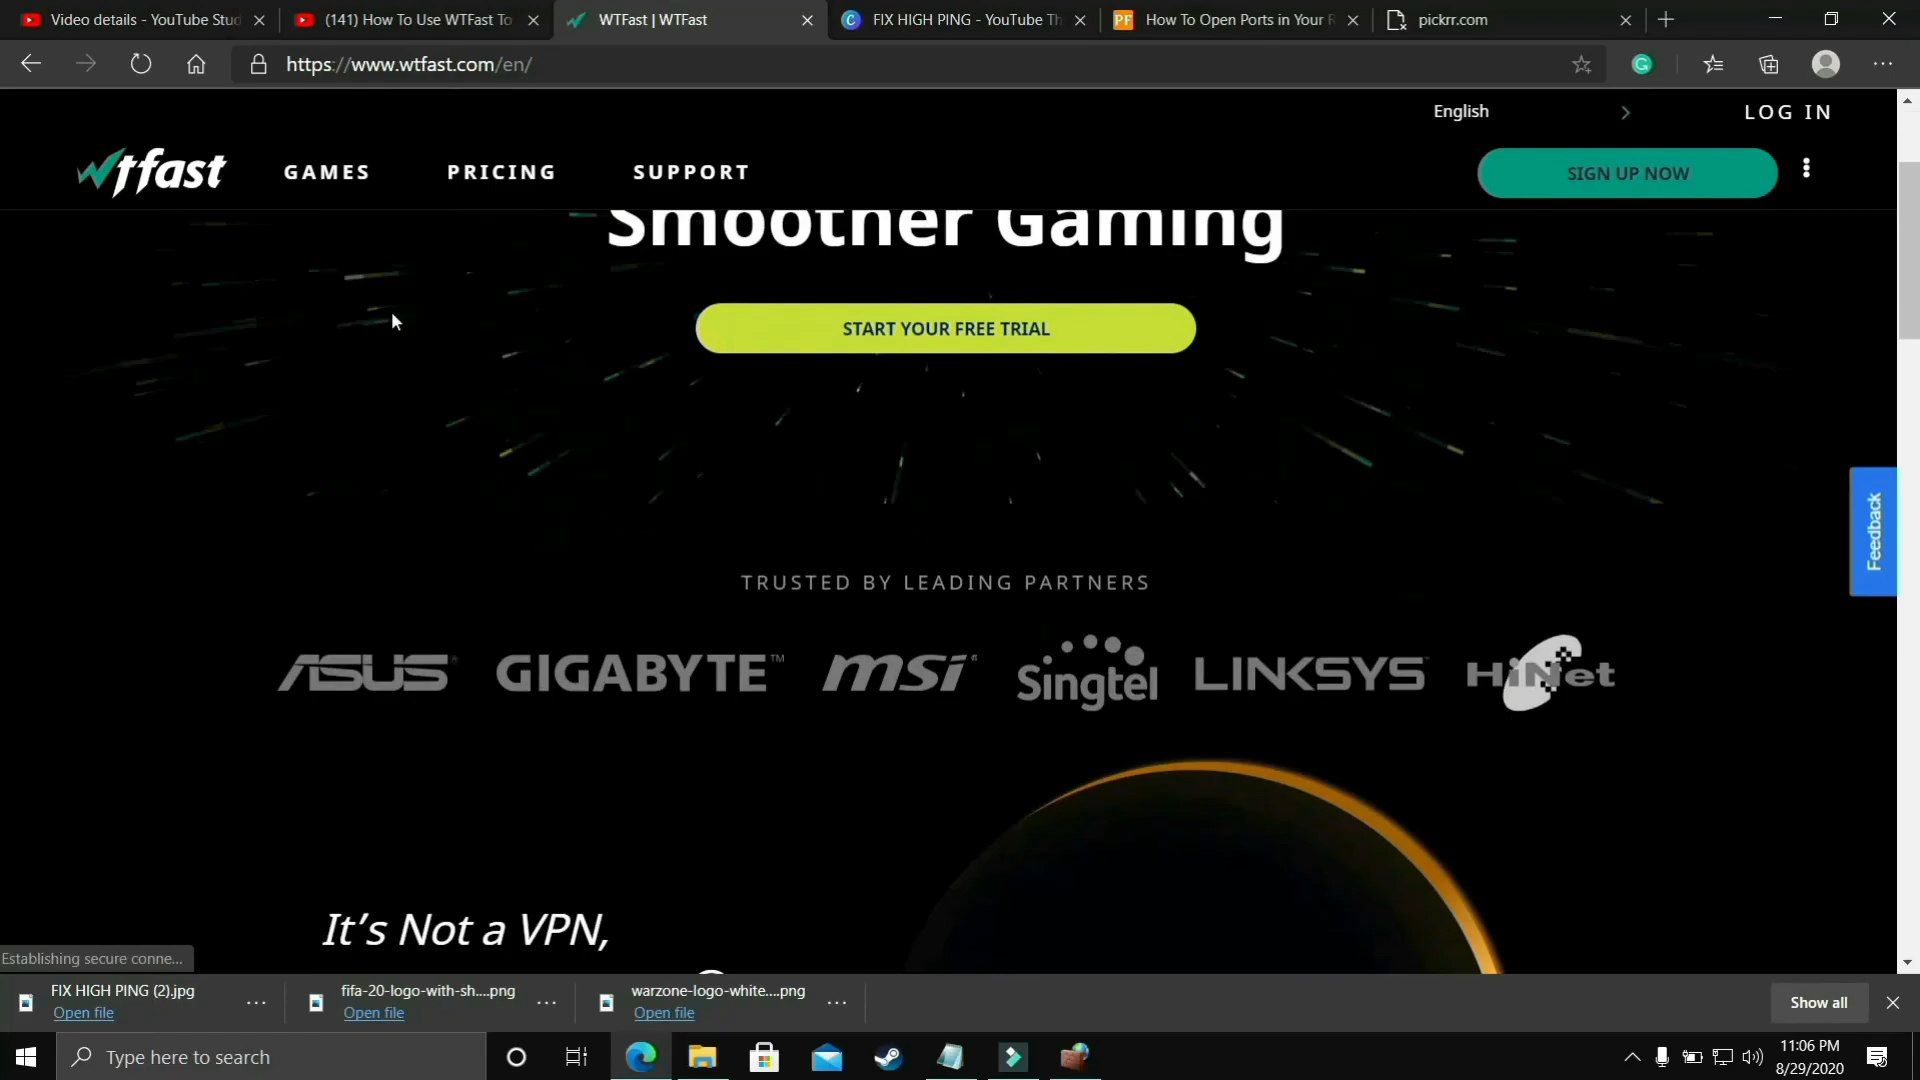 Video details - YouTube Stud
(141) How To Use WTFast To
WTFast | WTFast
FIX HIGH PING - YouTube Th
How To Open Ports in Your R
pickrr.com
https://www.wtfast.com/en/
English
LOG IN
wtfast
GAMES
PRICING
SUPPORT
SIGN UP NOW
Smoother Gaming
START YOUR FREE TRIAL
Feedback
TRUSTED BY LEADING PARTNERS
ASUS GIGABYTE™ msi Singtel LINKSYS HiNet
It's Not a VPN,
Establishing secure conne...
FIX HIGH PING (2).jpg
Open file
fifa-20-logo-with-sh....png
Open file
warzone-logo-white....png
Open file
Show all
Type here to search
11:06 PM
8/29/2020